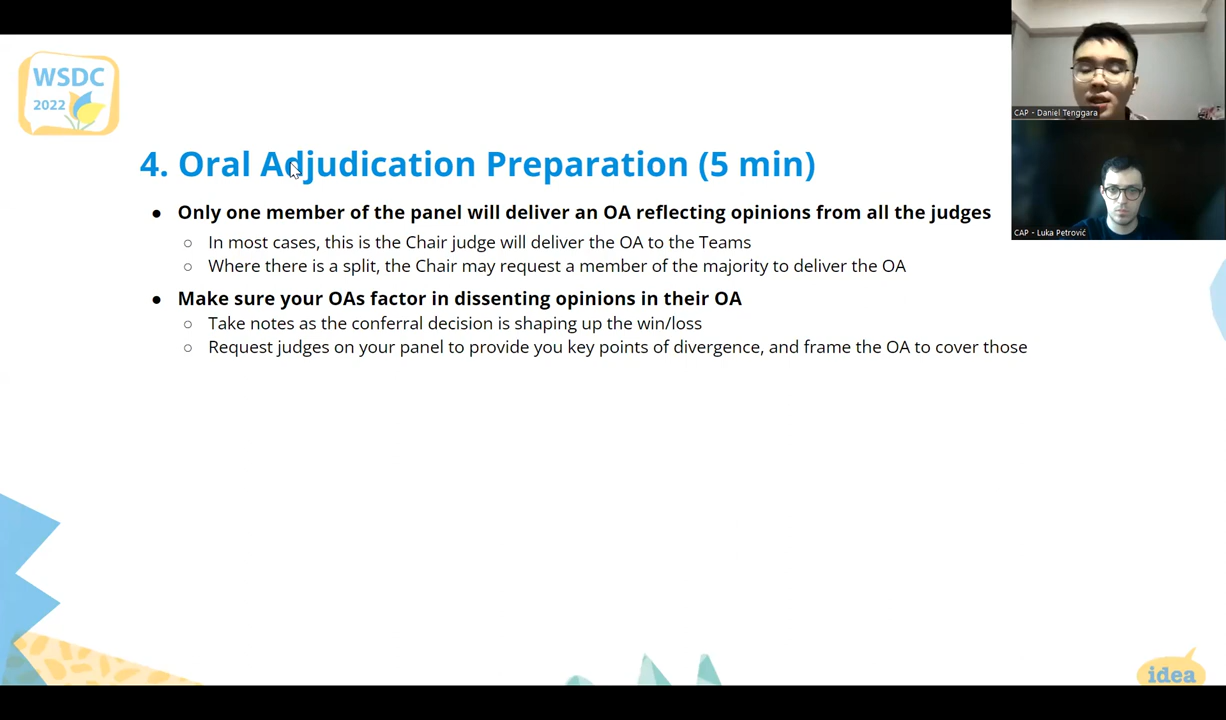 WSDC
2022
4. Oral Adjudication Preparation (5 min)
● Only one member of the panel will deliver an OA reflecting opinions from all the judges
○ In most cases, this is the Chair judge will deliver the OA to the Teams
○ Where there is a split, the Chair may request a member of the majority to deliver the OA
● Make sure your OAs factor in dissenting opinions in their OA
○ Take notes as the conferral decision is shaping up the win/loss
○ Request judges on your panel to provide you key points of divergence, and frame the OA to cover those
CAP - Daniel Tenggara
CAP - Luka Petrović
idea